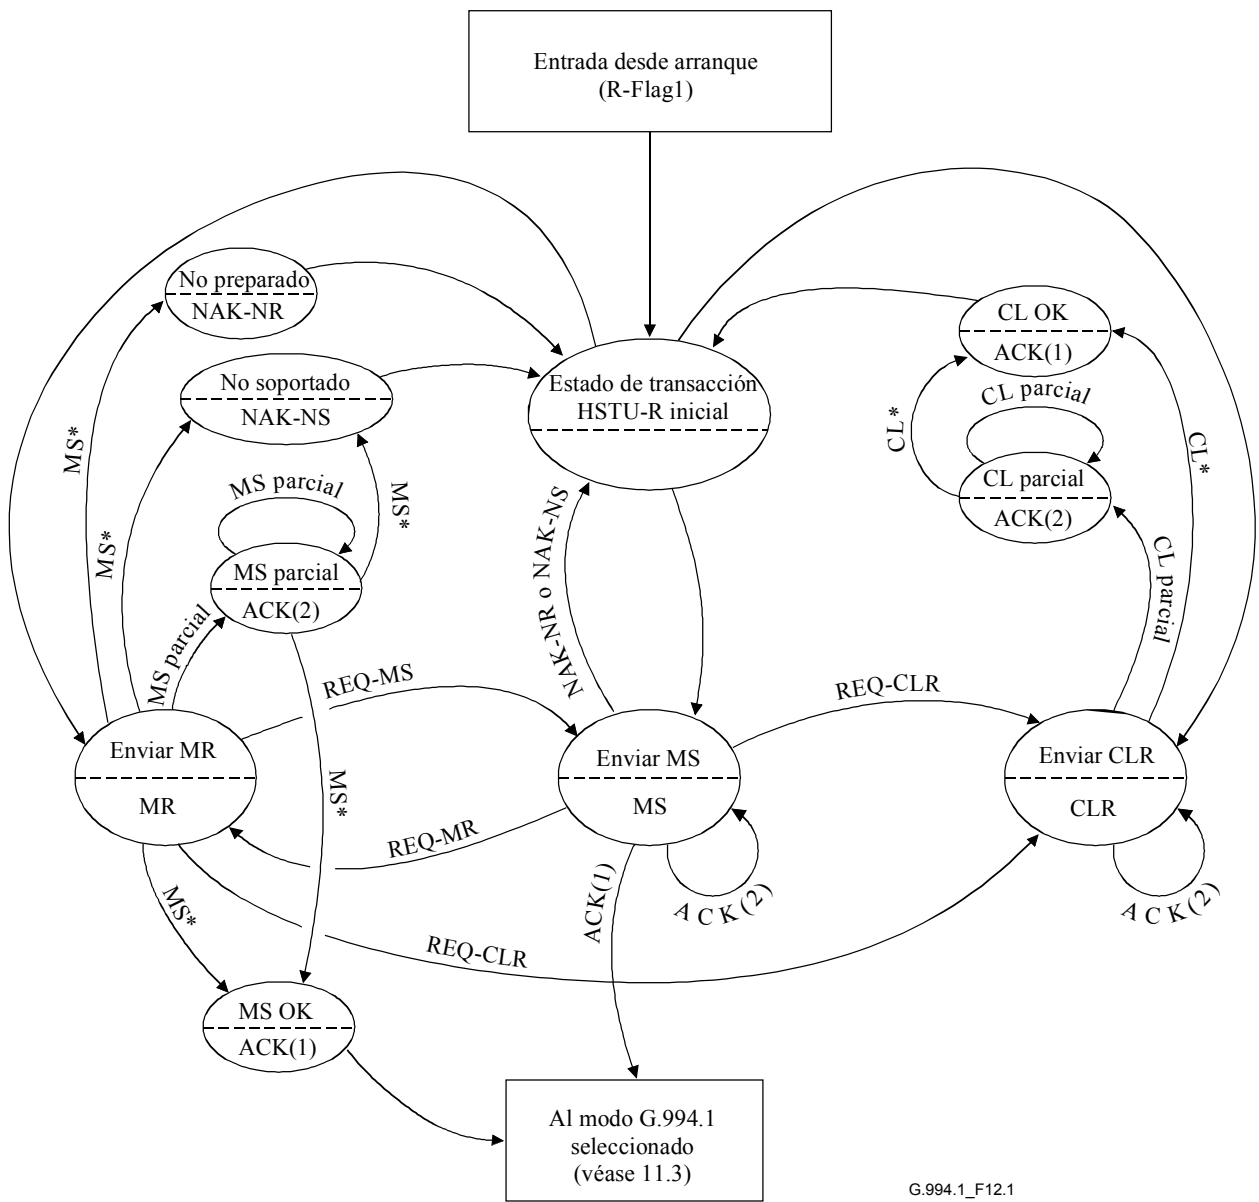 Entrada desde arranque
(R-Flag1)
No preparado
NAK-NR
No soportado
NAK-NS
Estado de transacción
HSTU-R inicial
CL OK
ACK(1)
CL parcial
CL*
CL*
CL parcial
ACK(2)
CL parcial
MS*
MS*
MS parcial
MS*
MS parcial
ACK(2)
MS parcial
NAK-NR o NAK-NS
REQ-MS
REQ-CLR
Enviar MR
MR
MS*
Enviar MS
MS
Enviar CLR
CLR
REQ-MR
MS*
ACK(1)
ACK(2)
ACK(2)
REQ-CLR
MS OK
ACK(1)
Al modo G.994.1
seleccionado
(véase 11.3)
G.994.1_F12.1